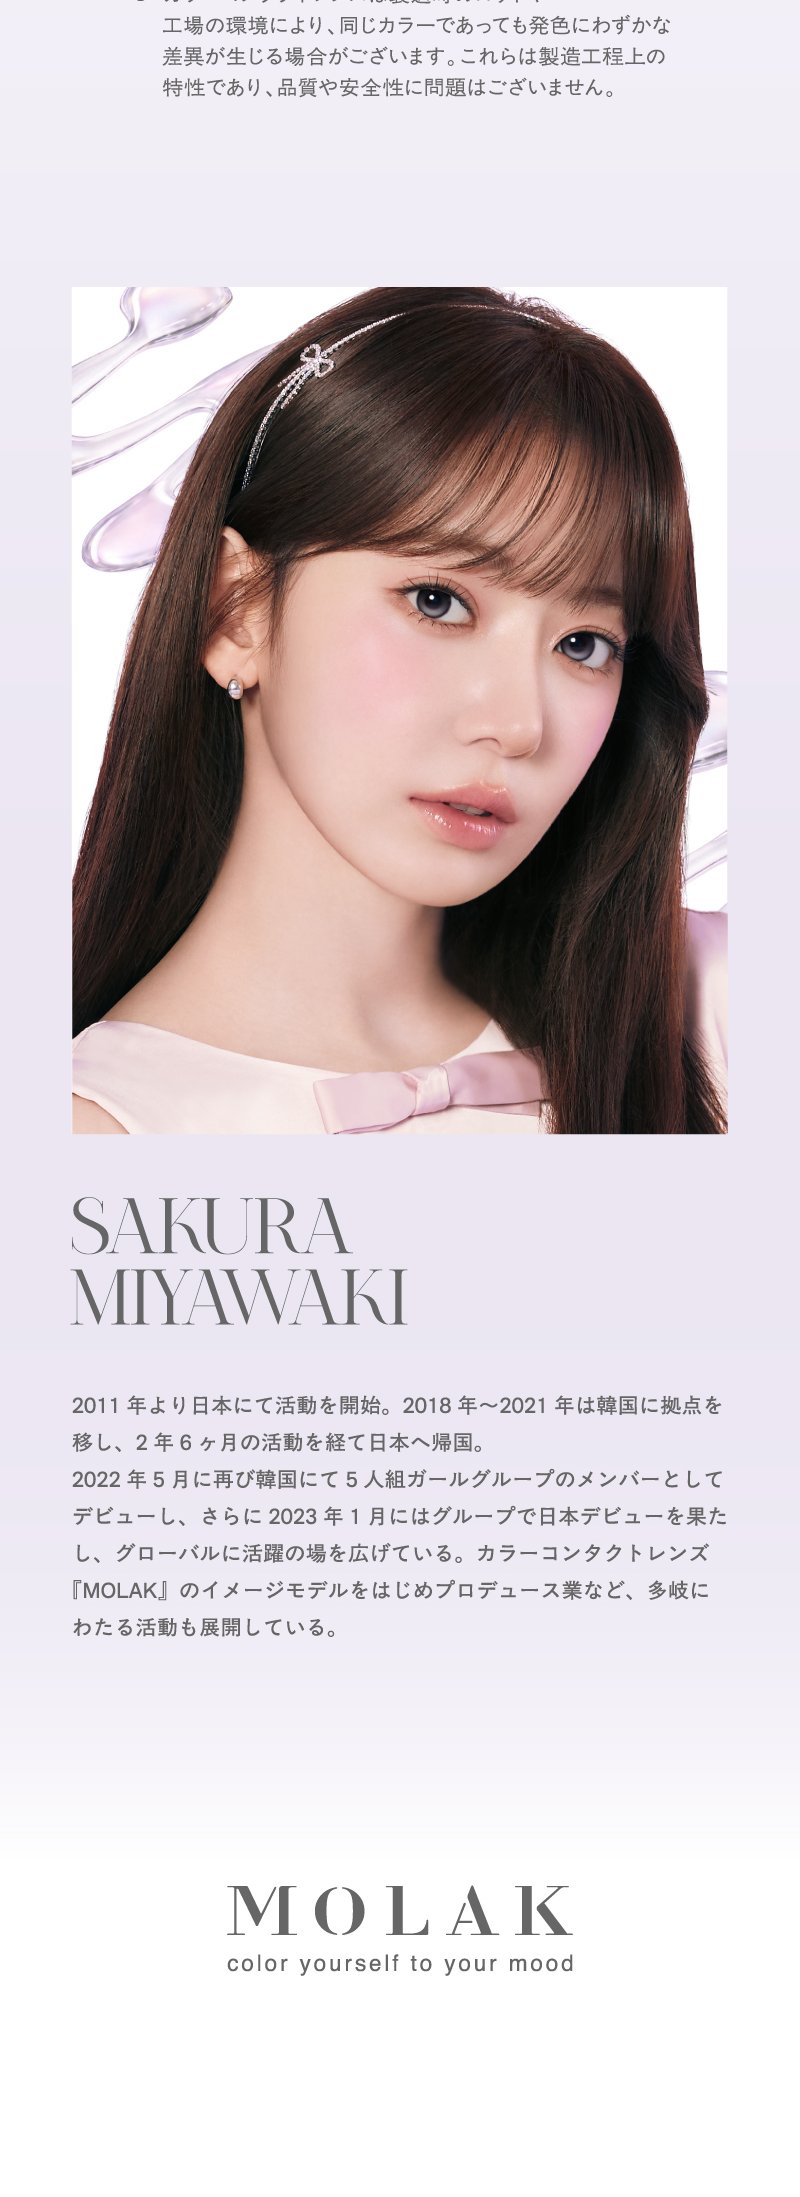 工場の環境により、同じカラーであっても発色にわずかな
差異が生じる場合がございます。これらは製造工程上の
特性であり、品質や安全性に問題はございません。
SAKURA
MIYAWAKI
2011 年より日本にて活動を開始。2018 年〜2021 年は韓国に拠点を
移し、2 年 6 ヶ月の活動を経て日本へ帰国。
2022 年 5 月に再び韓国にて 5 人組ガールグループのメンバーとして
デビューし、さらに 2023 年 1 月にはグループで日本デビューを果た
し、グローバルに活躍の場を広げている。カラーコンタクトレンズ
『MOLAK』のイメージモデルをはじめプロデュース業など、多岐に
わたる活動も展開している。
MOLAK
color yourself to your mood